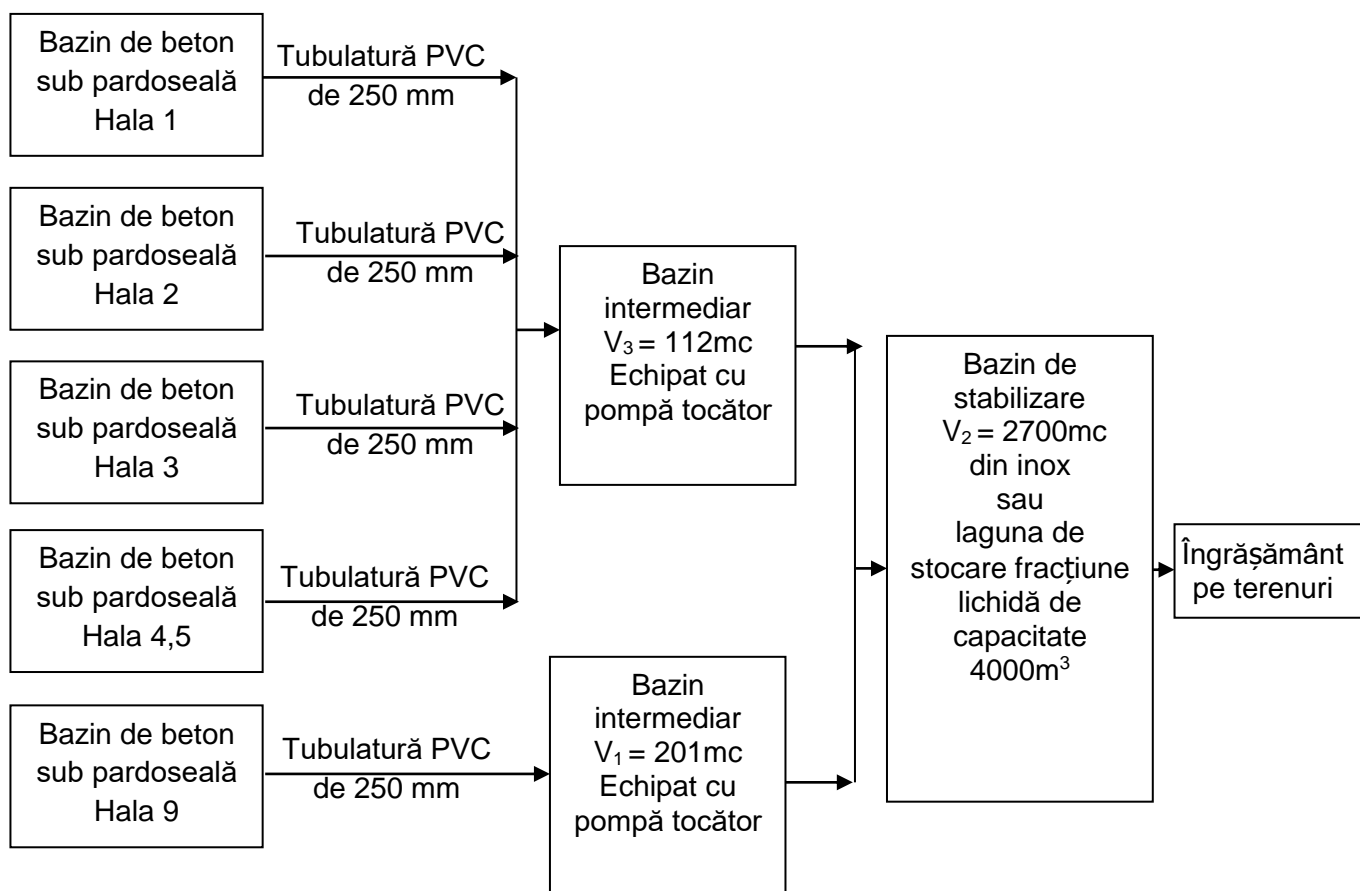 Bazin de beton
sub pardoseală
Hala 1
Tubulatură PVC
de 250 mm
Bazin de beton
sub pardoseală
Hala 2
Tubulatură PVC
de 250 mm
Bazin de beton
sub pardoseală
Hala 3
Tubulatură PVC
de 250 mm
Bazin de beton
sub pardoseală
Hala 4,5
Tubulatură PVC
de 250 mm
Bazin de beton
sub pardoseală
Hala 9
Tubulatură PVC
de 250 mm
Bazin
intermediar
V₃ = 112mc
Echipat cu
pompă tocător
Bazin
intermediar
V₁ = 201mc
Echipat cu
pompă tocător
Bazin de
stabilizare
V₂ = 2700mc
din inox
sau
laguna de
stocare fracțiune
lichidă de
capacitate
4000m³
Îngrășământ
pe terenuri